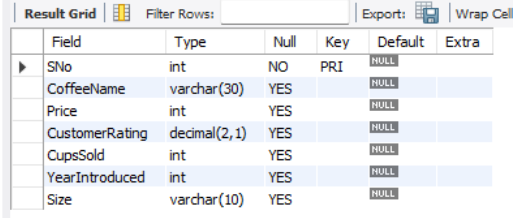 Result Grid Filter Rows: Export: Wrap Cell
Field Type Null Key Default Extra
SNo int NO PRI NULL
CoffeeName varchar(30) YES NULL
Price int YES NULL
CustomerRating decimal(2,1) YES NULL
CupsSold int YES NULL
YearIntroduced int YES NULL
Size varchar(10) YES NULL